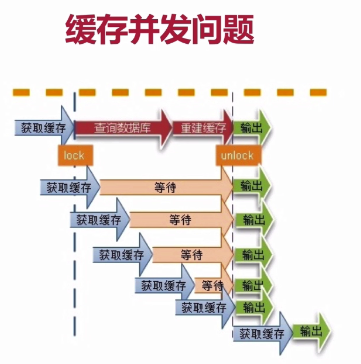 缓存并发问题
获取缓存 查询数据库 重建缓存 输出
lock unlock
获取缓存 等待 输出
获取缓存 等待 输出
获取缓存 等待 输出
获取缓存 等待 输出
获取缓存 输出
获取缓存 输出